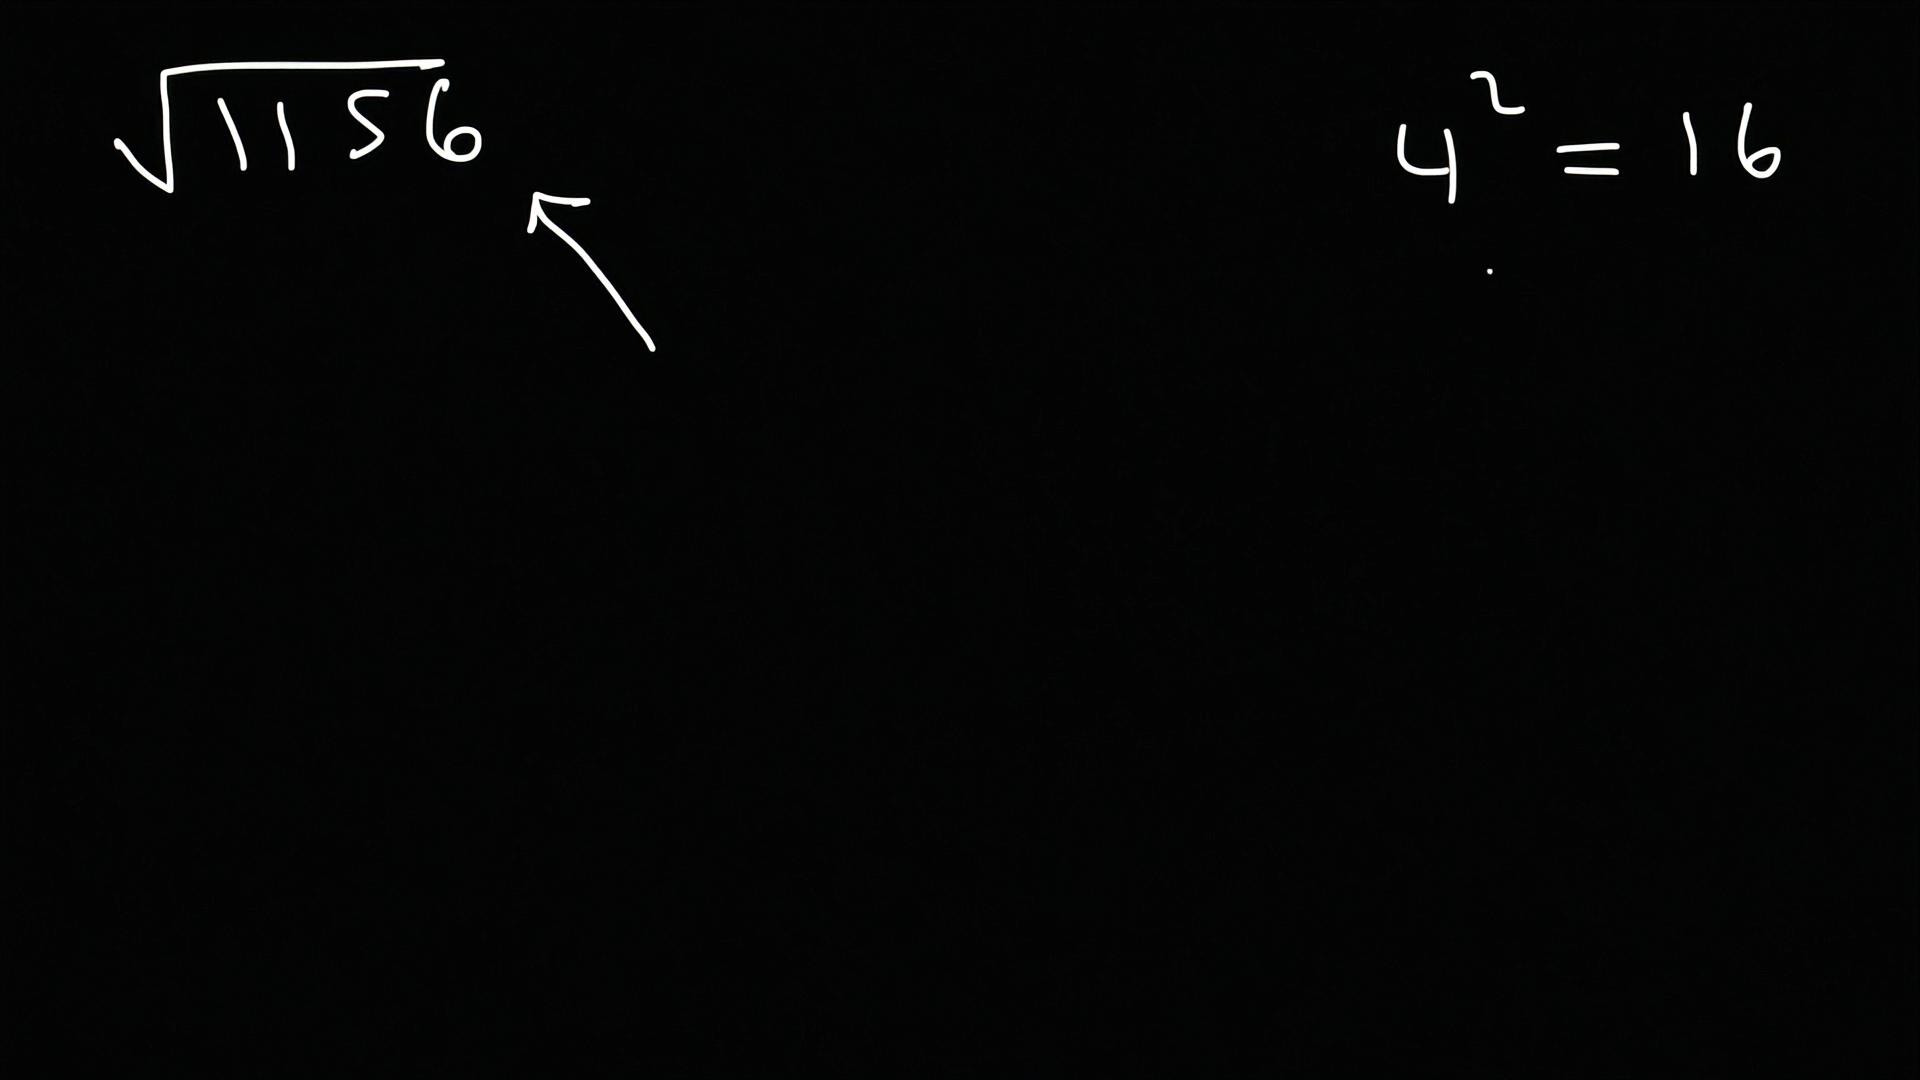 √1156
4² = 16